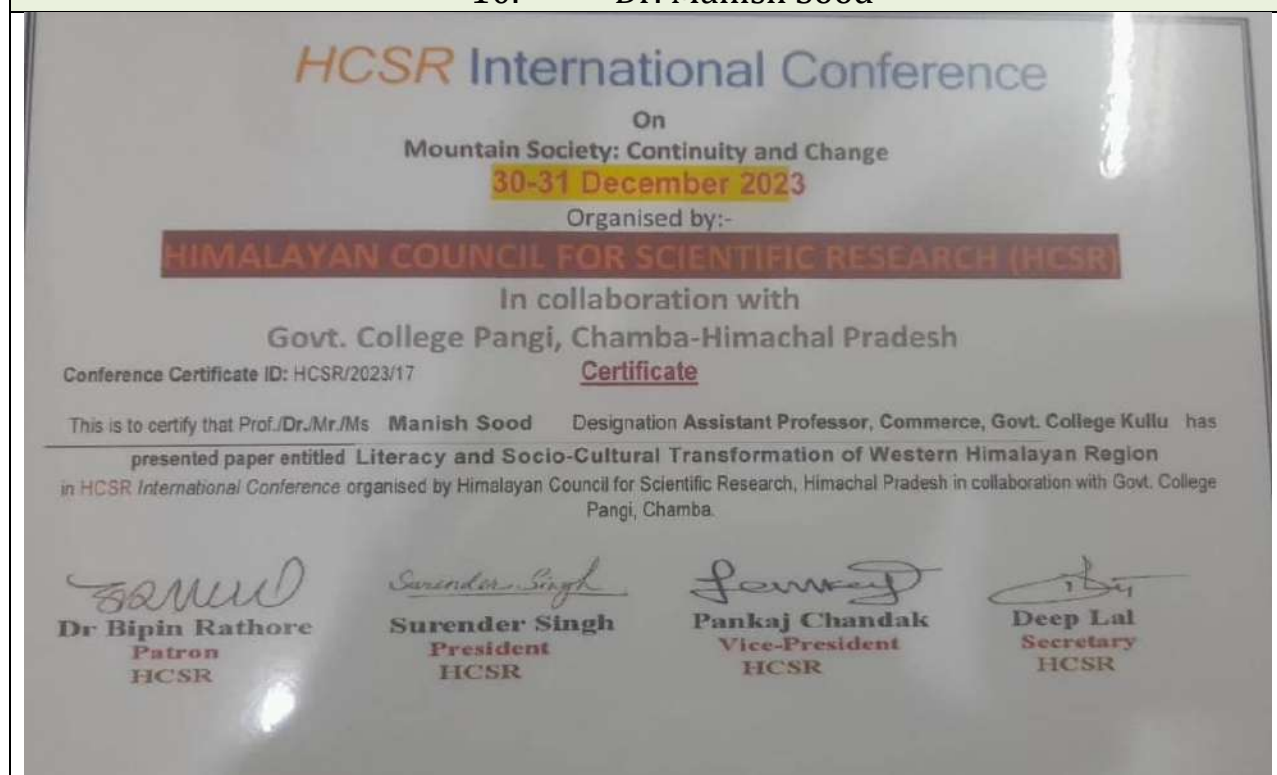 10. Dr. Manish Sood
HCSR International Conference
On
Mountain Society: Continuity and Change
30-31 December 2023
Organised by:-
HIMALAYAN COUNCIL FOR SCIENTIFIC RESEARCH (HCSR)
In collaboration with
Govt. College Pangi, Chamba-Himachal Pradesh
Conference Certificate ID: HCSR/2023/17 Certificate
This is to certify that Prof./Dr./Mr./Ms Manish Sood Designation Assistant Professor, Commerce, Govt. College Kullu has
presented paper entitled Literacy and Socio-Cultural Transformation of Western Himalayan Region
in HCSR International Conference organised by Himalayan Council for Scientific Research, Himachal Pradesh in collaboration with Govt. College
Pangi, Chamba.
Surender Singh
Dr Bipin Rathore Surender Singh Pankaj Chandak Deep Lal
Patron President Vice-President Secretary
HCSR HCSR HCSR HCSR